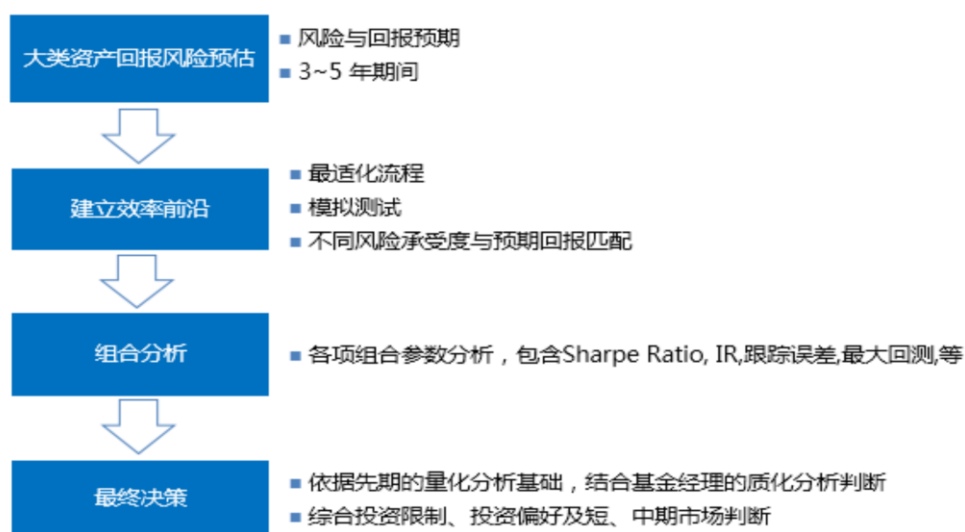 大类资产回报风险预估
■ 风险与回报预期
■ 3~5 年期间
建立效率前沿
■ 最适化流程
■ 模拟测试
■ 不同风险承受度与预期回报匹配
组合分析
■ 各项组合参数分析，包含Sharpe Ratio, IR,跟踪误差,最大回测,等
最终决策
■ 依据先期的量化分析基础，结合基金经理的质化分析判断
■ 综合投资限制、投资偏好及短、中期市场判断